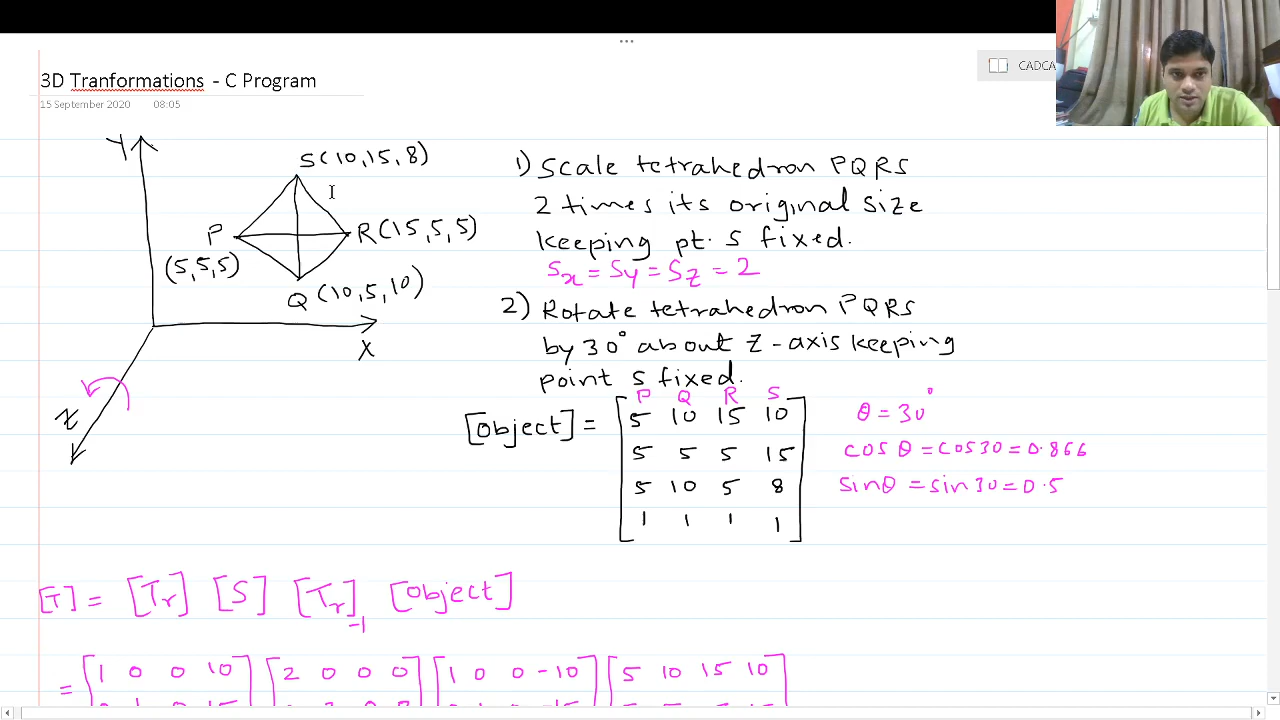 CADCA
3D Tranformations - C Program
15 September 2020 08:05
Y
S(10,15,8)
P
(5,5,5)
R(15,5,5)
Q (10,5,10)
X
Z
1) Scale tetrahedron PQRS
2 times its original size
keeping pt. S fixed.
Sx = Sy = Sz = 2
2) Rotate tetrahedron PQRS
by 30° about Z-axis keeping
point S fixed.
P Q R S
[Object] = 5 10 15 10
5 5 5 15
5 10 5 8
1 1 1 1
θ = 30°
cos θ = cos30 = 0.866
sinθ = sin 30 = 0.5
[T] = [Tr] [S] [Tr]-1 [Object]
= [1 0 0 10] [2 0 0 0] [1 0 0 -10] [5 10 15 10]